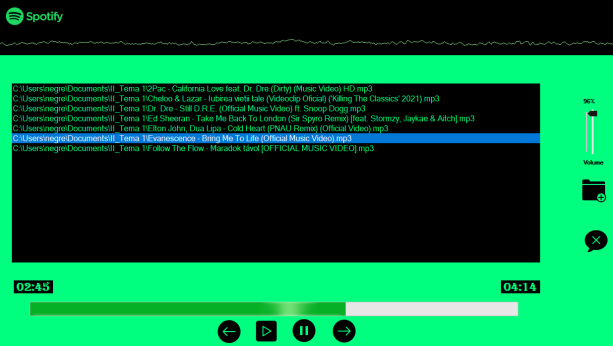 Spotify
C:\Users\negre\Documents\II_Tema 1\2Pac - California Love feat. Dr. Dre (Dirty) (Music Video) HD.mp3
C:\Users\negre\Documents\II_Tema 1\Cheloo & Lazar - Iubirea vetii tale (Videoclip Oficial) ('Killing The Classics' 2021).mp3
C:\Users\negre\Documents\II_Tema 1\Dr. Dre - Still D.R.E. (Official Music Video) ft. Snoop Dogg.mp3
C:\Users\negre\Documents\II_Tema 1\Ed Sheeran - Take Me Back To London (Sir Spyro Remix) [feat. Stormzy, Jaykae & Aitch].mp3
C:\Users\negre\Documents\II_Tema 1\Elton John, Dua Lipa - Cold Heart (PNAU Remix) (Official Video).mp3
C:\Users\negre\Documents\II_Tema 1\Evanescence - Bring Me To Life (Official Music Video).mp3
C:\Users\negre\Documents\II_Tema 1\Follow The Flow - Maradok távol [OFFICIAL MUSIC VIDEO].mp3
96%
Volume
02:45
04:14